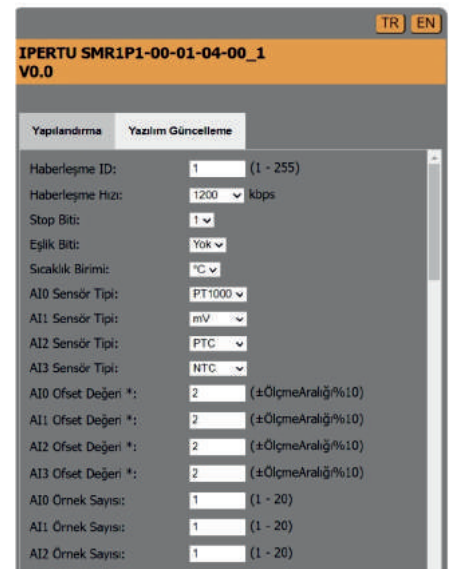 TR EN
IPERTU SMR1P1-00-01-04-00_1
V0.0
Yapılandırma Yazılım Güncelleme
Haberleşme ID: 1 (1 - 255)
Haberleşme Hızı: 1200 kbps
Stop Biti: 1
Eşlik Biti: Yok
Sıcaklık Birimi: °C
AI0 Sensör Tipi: PT1000
AI1 Sensör Tipi: mV
AI2 Sensör Tipi: PTC
AI3 Sensör Tipi: NTC
AI0 Ofset Değeri *: 2 (±ÖlçmeAralığı%10)
AI1 Ofset Değeri *: 2 (±ÖlçmeAralığı%10)
AI2 Ofset Değeri *: 2 (±ÖlçmeAralığı%10)
AI3 Ofset Değeri *: 2 (±ÖlçmeAralığı%10)
AI0 Örnek Sayısı: 1 (1 - 20)
AI1 Örnek Sayısı: 1 (1 - 20)
AI2 Örnek Sayısı: 1 (1 - 20)